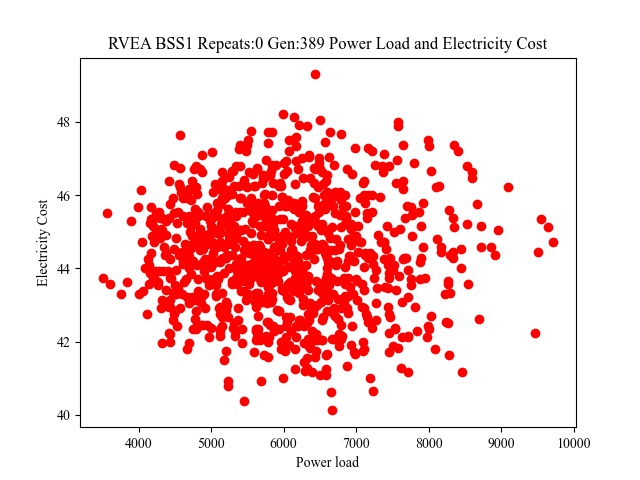 RVEA BSS1 Repeats:0 Gen:389 Power Load and Electricity Cost
48
46
44
42
40
Electricity Cost
4000 5000 6000 7000 8000 9000 10000
Power load